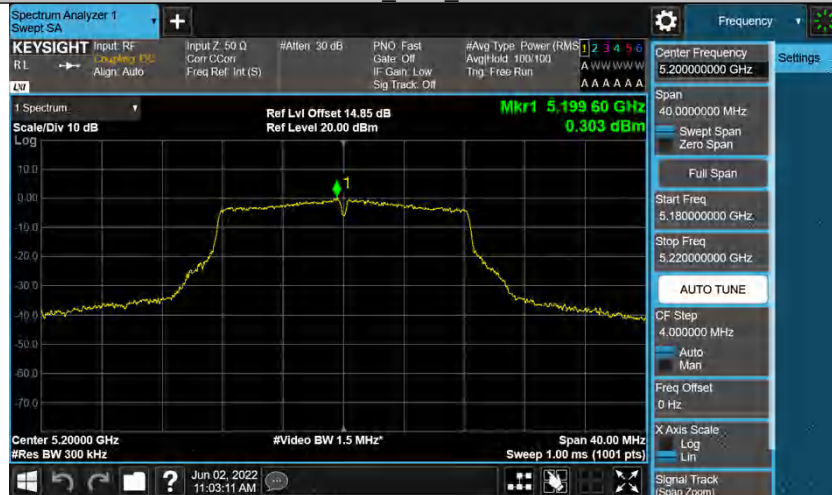 Spectrum Analyzer 1
Swept SA
Frequency
KEYSIGHT Input: RF Input Z: 50 Ω #Atten: 30 dB PNO: Fast #Avg Type: Power (RMS 1 2 3 4 5 6
RL Coupling: DC Corr CCorr Gate: Off Avg|Hold: 100/100 A W W W W W
Align: Auto Freq Ref: Int (S) IF Gain: Low Trig: Free Run
Sig Track: Off A A A A A A
LXI
Center Frequency
5.200000000 GHz
Settings
1 Spectrum
Scale/Div 10 dB
Ref Lvl Offset 14.85 dB
Ref Level 20.00 dBm
Mkr1 5.199 60 GHz
0.303 dBm
Log
10.0
0.00
-10.0
-20.0
-30.0
-40.0
-50.0
-60.0
-70.0
1
Center 5.20000 GHz
#Res BW 300 kHz
#Video BW 1.5 MHz*
Span 40.00 MHz
Sweep 1.00 ms (1001 pts)
Span
40.0000000 MHz
Swept Span
Zero Span
Full Span
Start Freq
5.180000000 GHz
Stop Freq
5.220000000 GHz
AUTO TUNE
CF Step
4.000000 MHz
Auto
Man
Freq Offset
0 Hz
X Axis Scale
Log
Lin
Signal Track
(Span Zoom)
Jun 02, 2022
11:03:11 AM